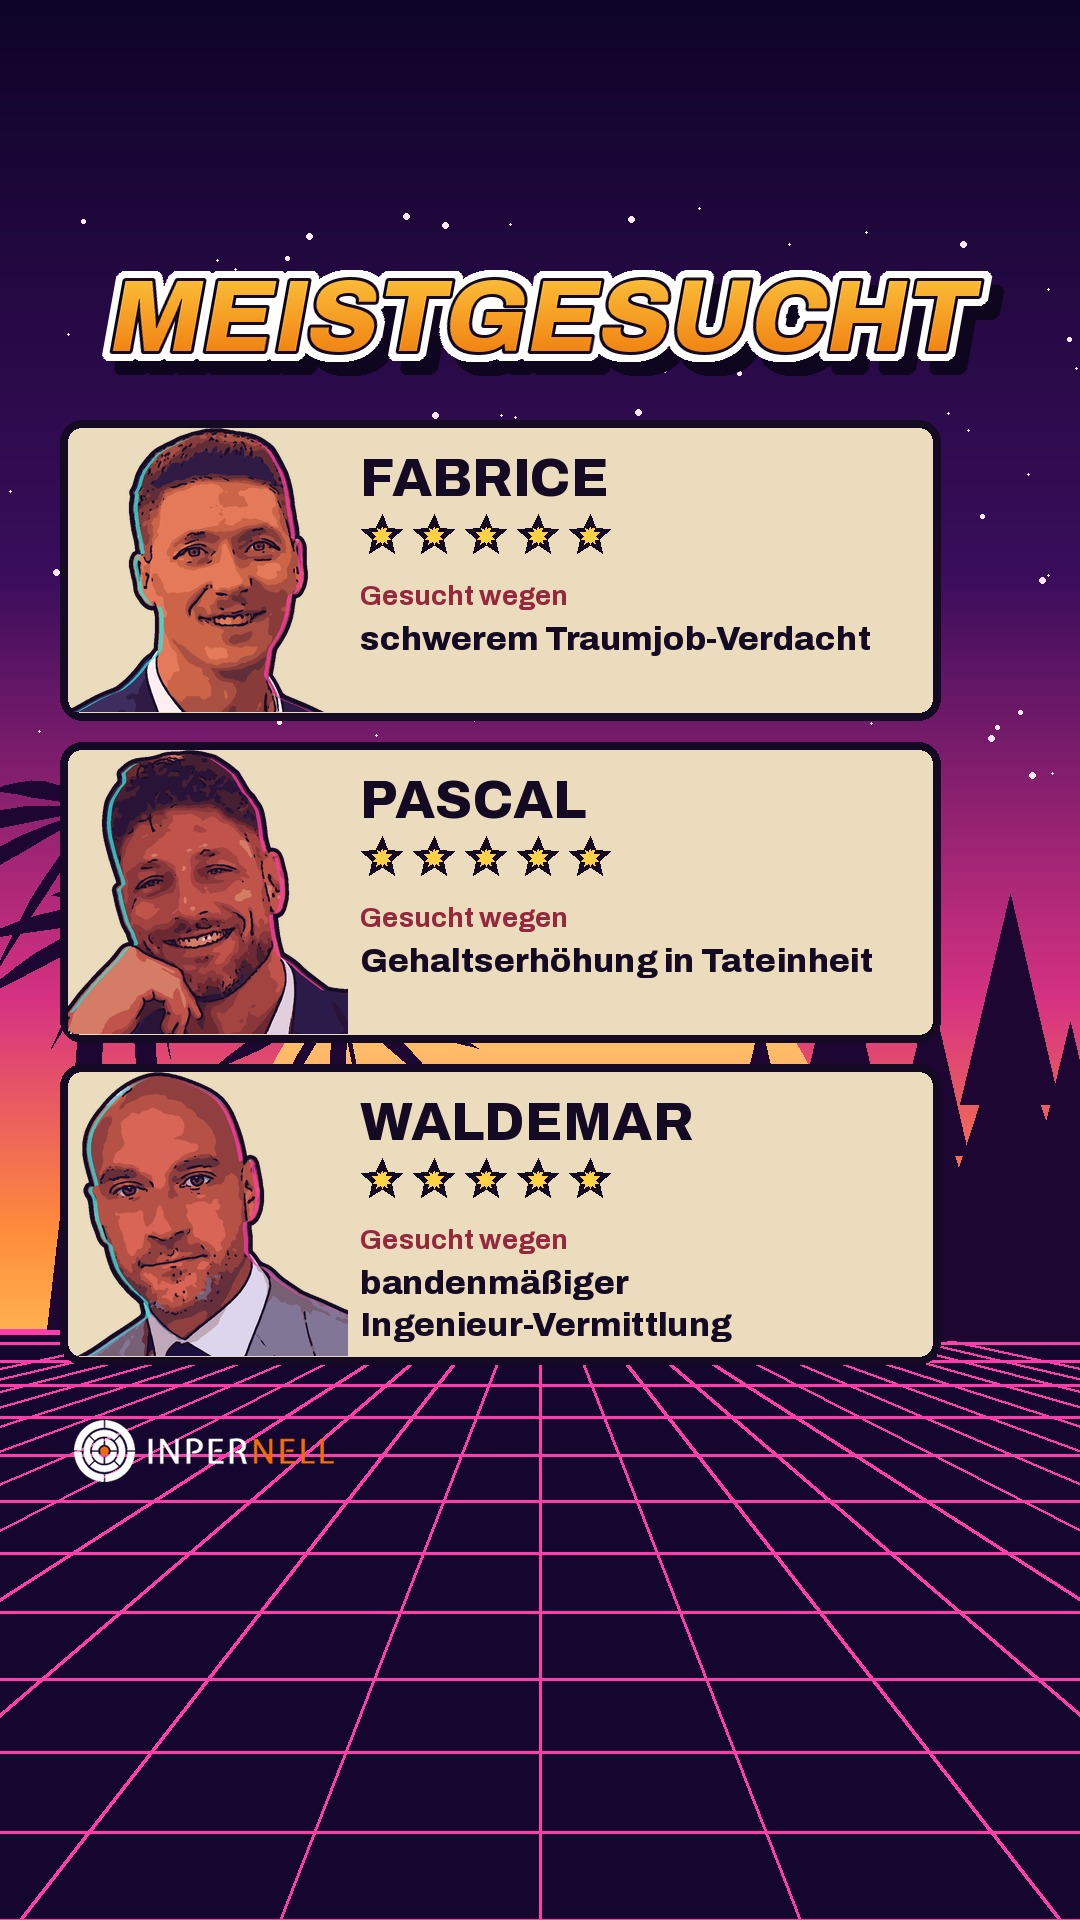 MEISTGESUCHT
FABRICE
Gesucht wegen
schwerem Traumjob-Verdacht
PASCAL
Gesucht wegen
Gehaltserhöhung in Tateinheit
WALDEMAR
Gesucht wegen
bandenmäßiger
Ingenieur-Vermittlung
INPERNELL